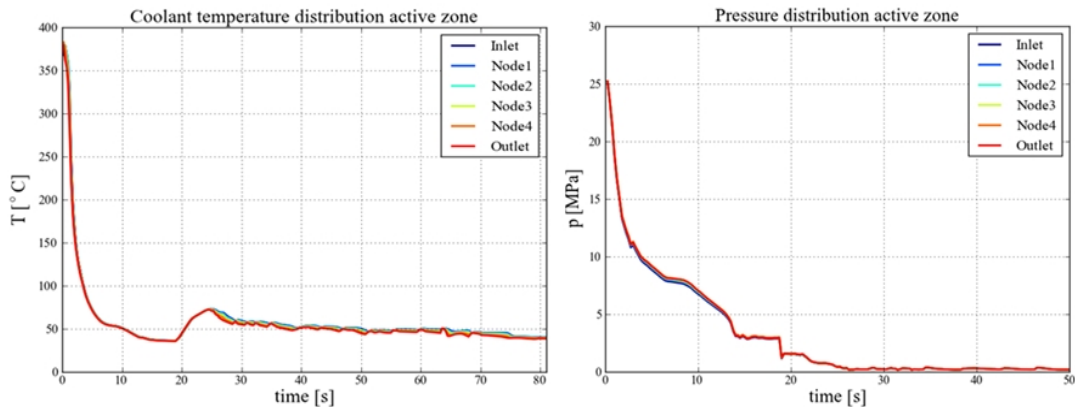 Coolant temperature distribution active zone
400
350
300
250
200
150
100
50
0
T [°C]
0 10 20 30 40 50 60 70 80
time [s]
Inlet
Node1
Node2
Node3
Node4
Outlet
Pressure distribution active zone
30
25
20
15
10
5
0
p [MPa]
0 10 20 30 40 50
time [s]
Inlet
Node1
Node2
Node3
Node4
Outlet